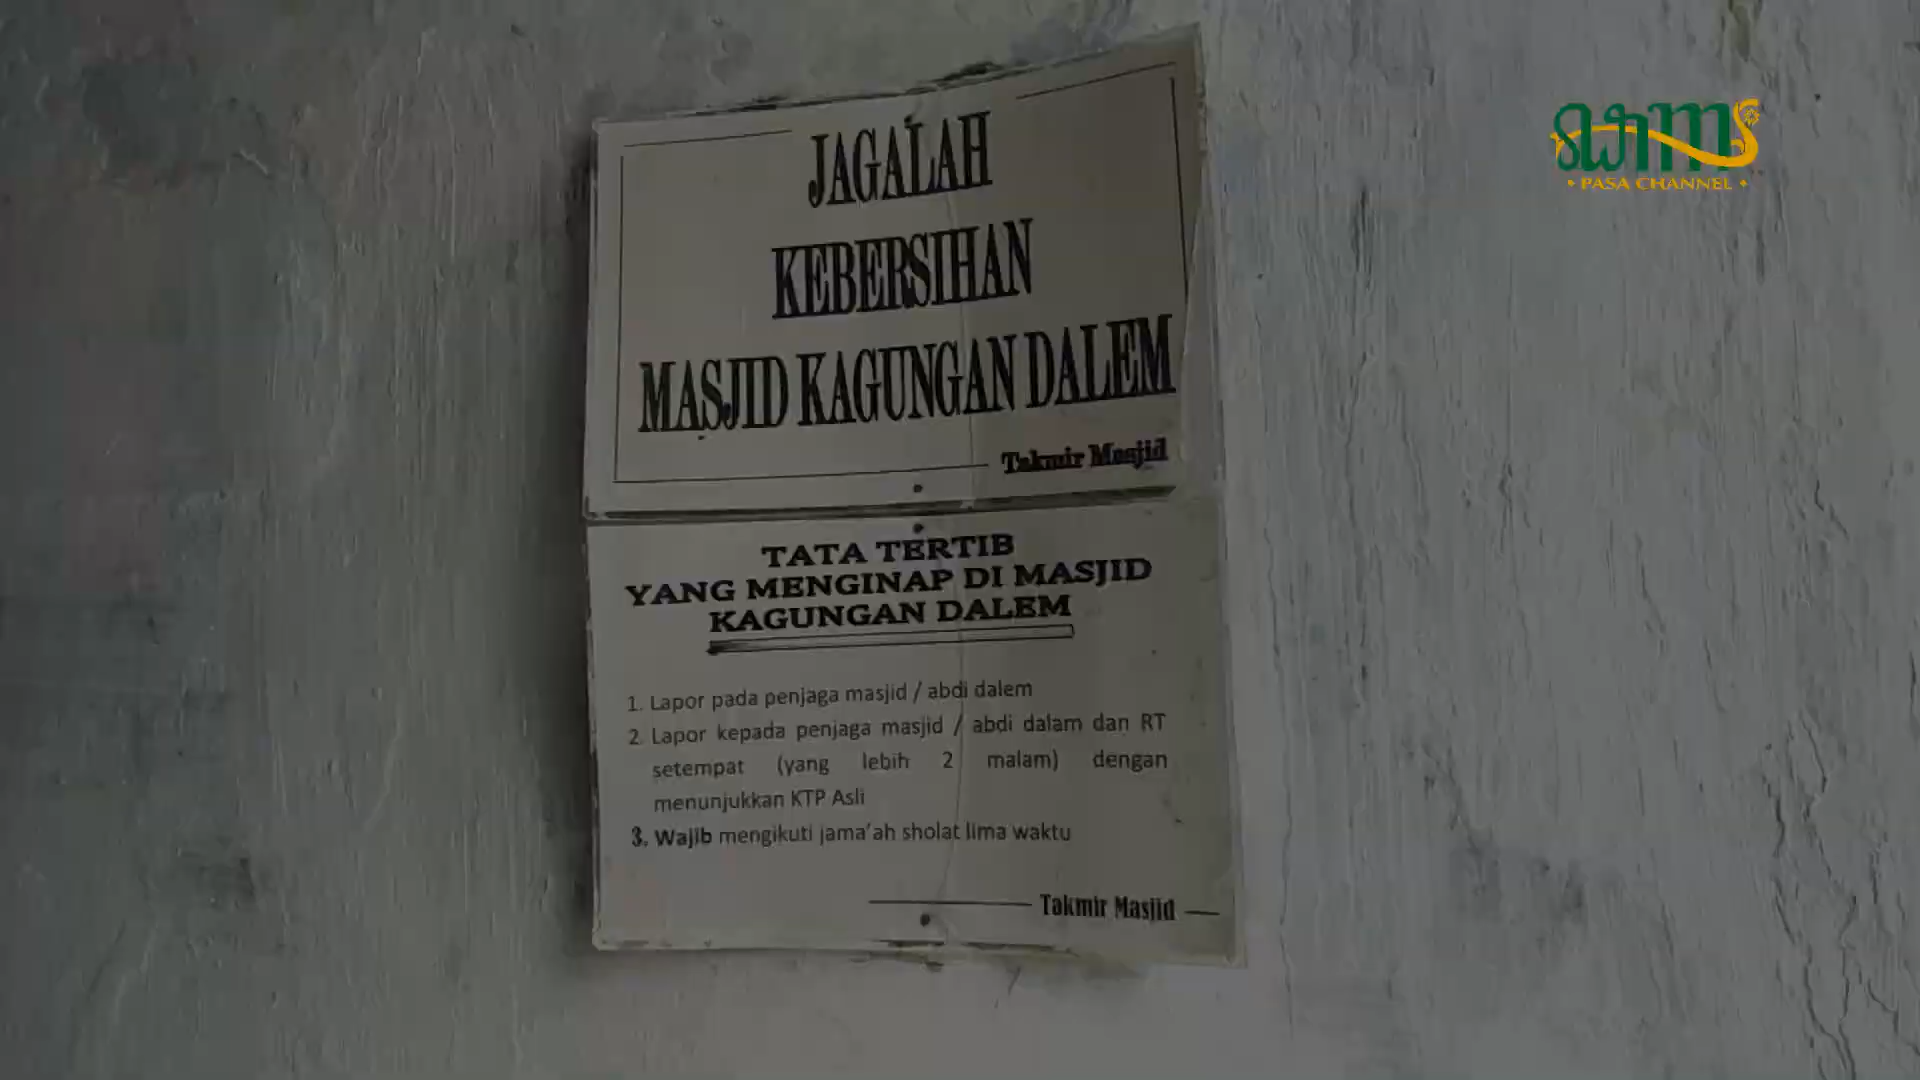 JAGALAH
KEBERSIHAN
MASJID KAGUNGAN DALEM
Takmir Masjid
TATA TERTIB
YANG MENGINAP DI MASJID
KAGUNGAN DALEM
1. Lapor pada penjaga masjid / abdi dalem
2. Lapor kepada penjaga masjid / abdi dalam dan RT
setempat (yang lebih 2 malam) dengan
menunjukkan KTP Asli
3. Wajib mengikuti jama'ah sholat lima waktu
Takmir Masjid
• PASA CHANNEL •